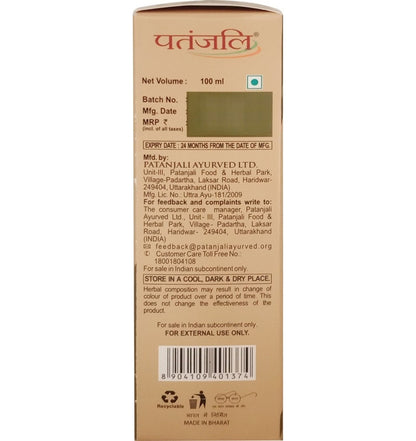 पतंजलि®
Net Volume : 100 ml
Batch No. :
Mfg. Date :
MRP ₹ :
(incl. of all taxes)
EXPIRY DATE : 24 MONTHS FROM THE DATE OF MFG.
Mfd. by:
PATANJALI AYURVED LTD.
Unit-III, Patanjali Food & Herbal Park,
Village-Padartha, Laksar Road, Haridwar-
249404, Uttarakhand (INDIA)
Mfg. Lic. No.: Uttra.Ayu-181/2009
For feedback and complaints write to:
The consumer care manager, Patanjali
Ayurved Ltd., Unit- III, Patanjali Food &
Herbal Park, Village- Padartha, Laksar
Road, Haridwar-249404, Uttarakhand
(INDIA)
feedback@patanjaliayurved.org
Customer Care Toll Free No.:
18001804108
For Sale in Indian subcontinent only.
STORE IN A COOL, DARK & DRY PLACE.
Herbal composition may result in change of
colour of product over a period of time. This
does not change the effectiveness of the
product.
For sale in Indian subcontinent only.
FOR EXTERNAL USE ONLY.
8 904109 401374
Recyclable
भारत में निर्मित
MADE IN BHARAT